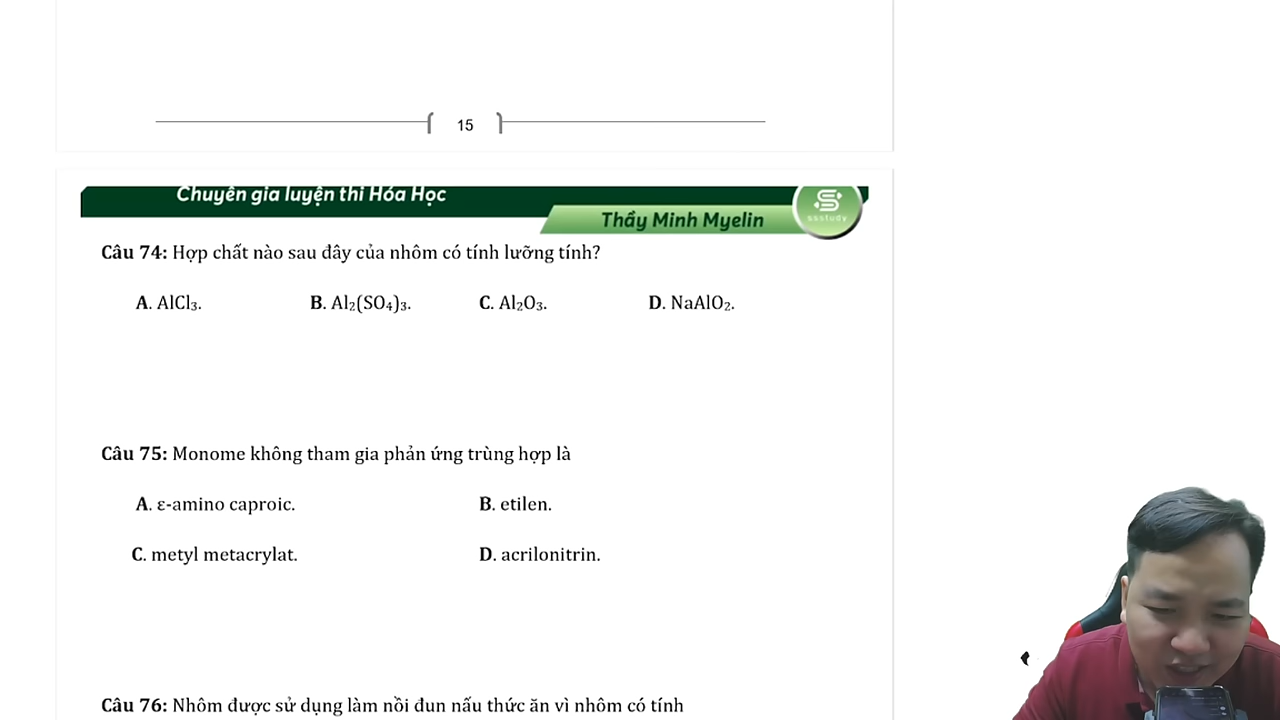 15
Chuyên gia luyện thi Hóa Học
Thầy Minh Myelin
ssstudy
Câu 74: Hợp chất nào sau đây của nhôm có tính lưỡng tính?
A. AlCl₃. B. Al₂(SO₄)₃. C. Al₂O₃. D. NaAlO₂.
Câu 75: Monome không tham gia phản ứng trùng hợp là
A. ε-amino caproic. B. etilen.
C. metyl metacrylat. D. acrilonitrin.
Câu 76: Nhôm được sử dụng làm nồi đun nấu thức ăn vì nhôm có tính